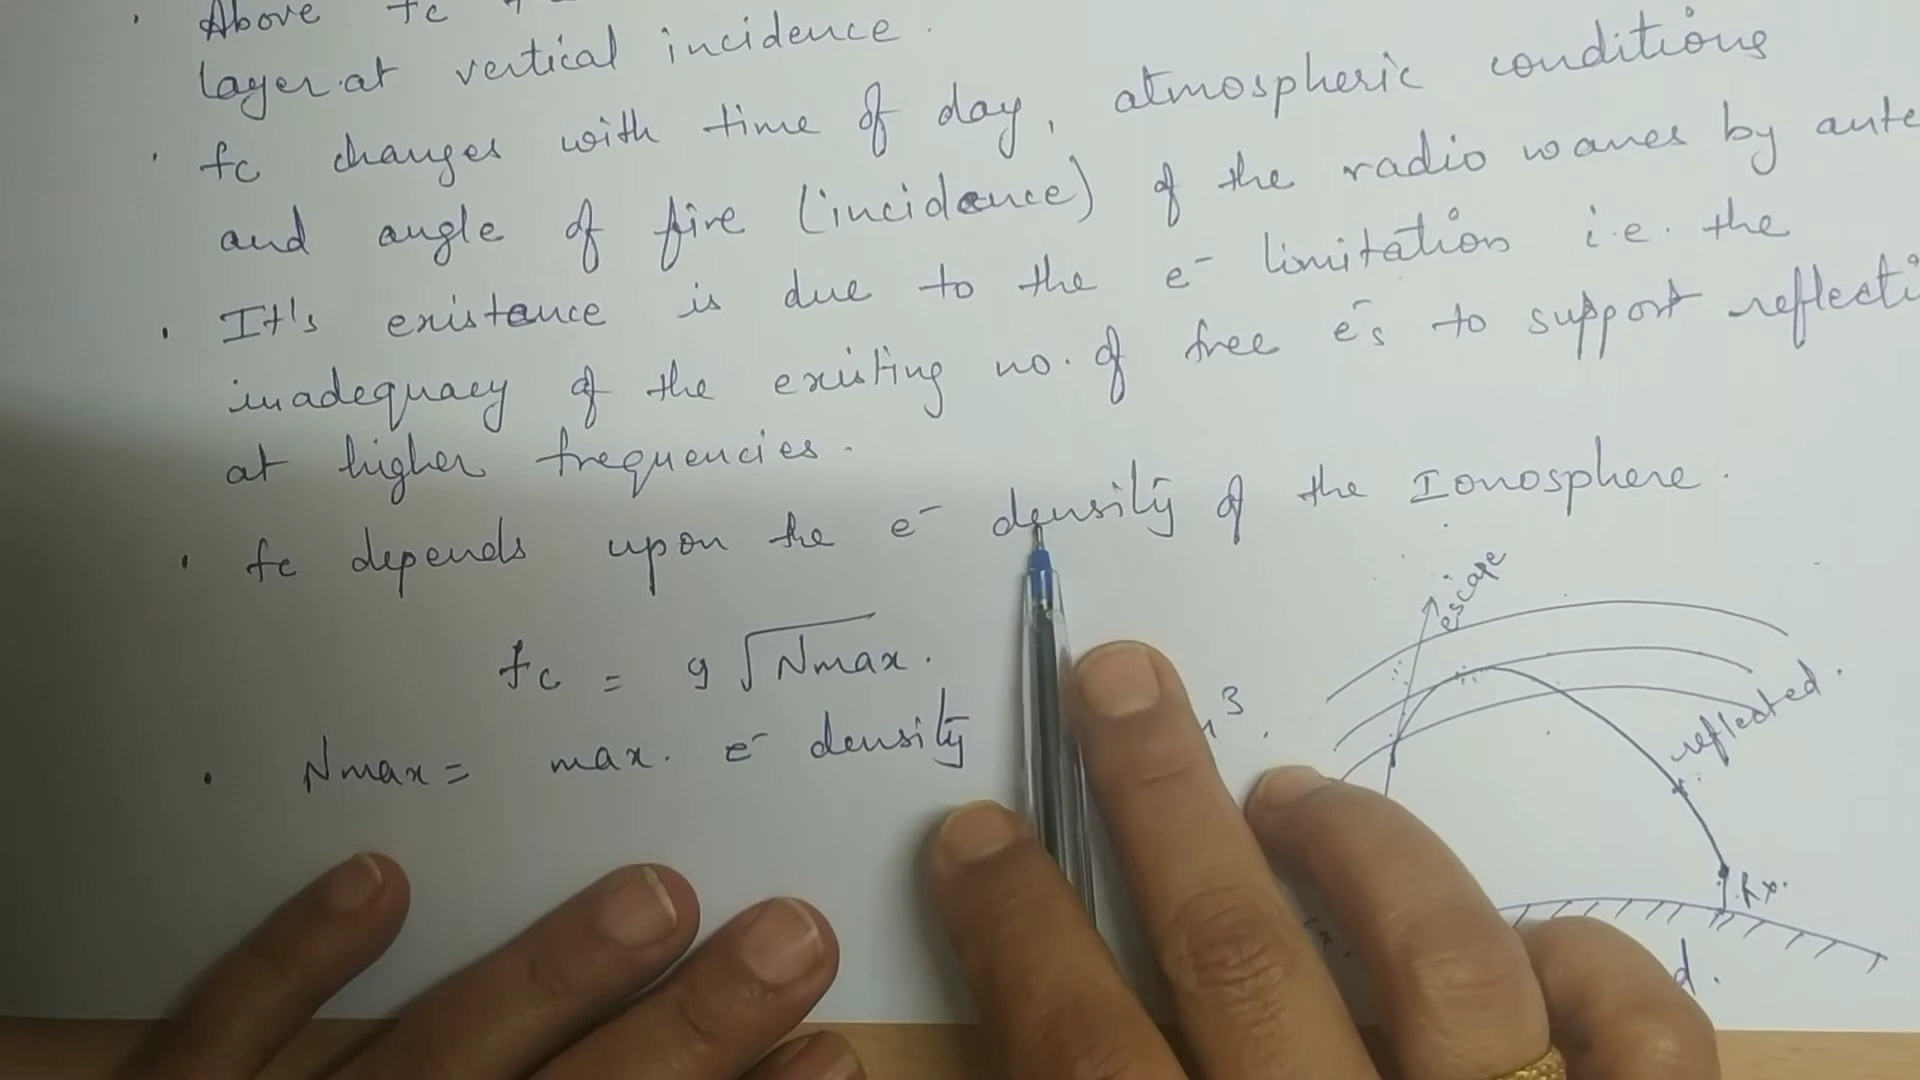 Above fc
layer at vertical incidence.
fc changes with time of day, atmospheric conditions
and angle of fire (incidence) of the radio waves by ante
It's existence is due to the e⁻ limitation i.e. the
inadequacy of the existing no. of free e⁻s to support reflecti
at higher frequencies.
fc depends upon the e⁻ density of the Ionosphere.
fc = 9 √Nmax.
Nmax = max. e⁻ density
3.
escape
reflected.
Rx.
d.